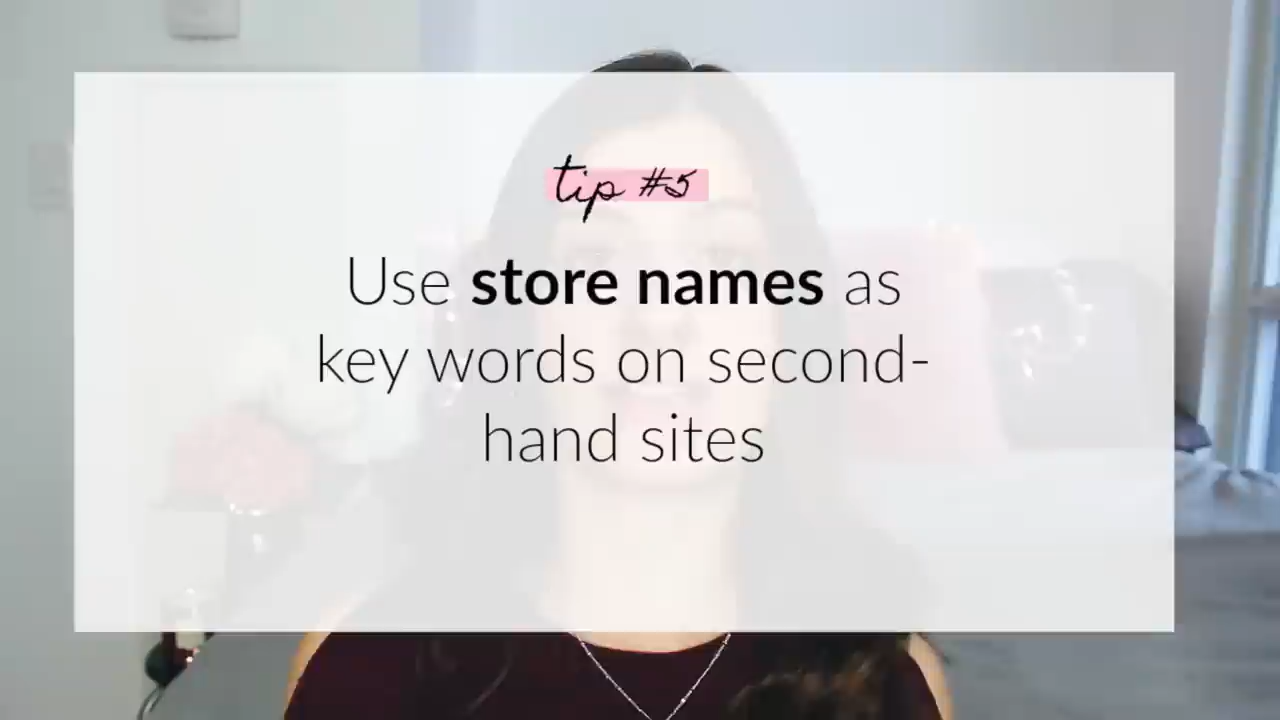 tip #5
Use store names as
key words on second-
hand sites